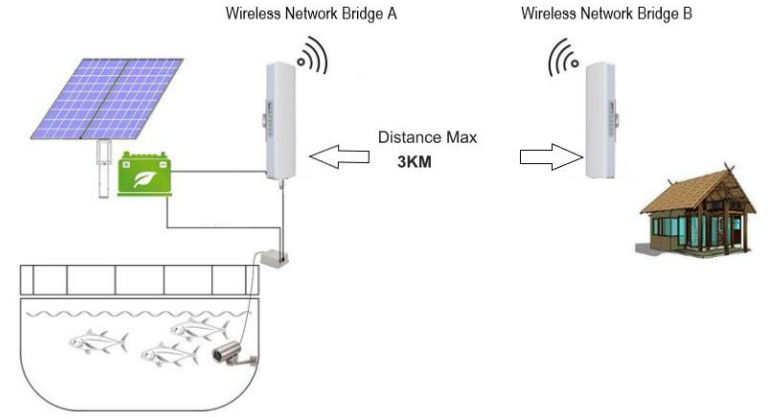 Wireless Network Bridge A
Wireless Network Bridge B
Distance Max
3KM